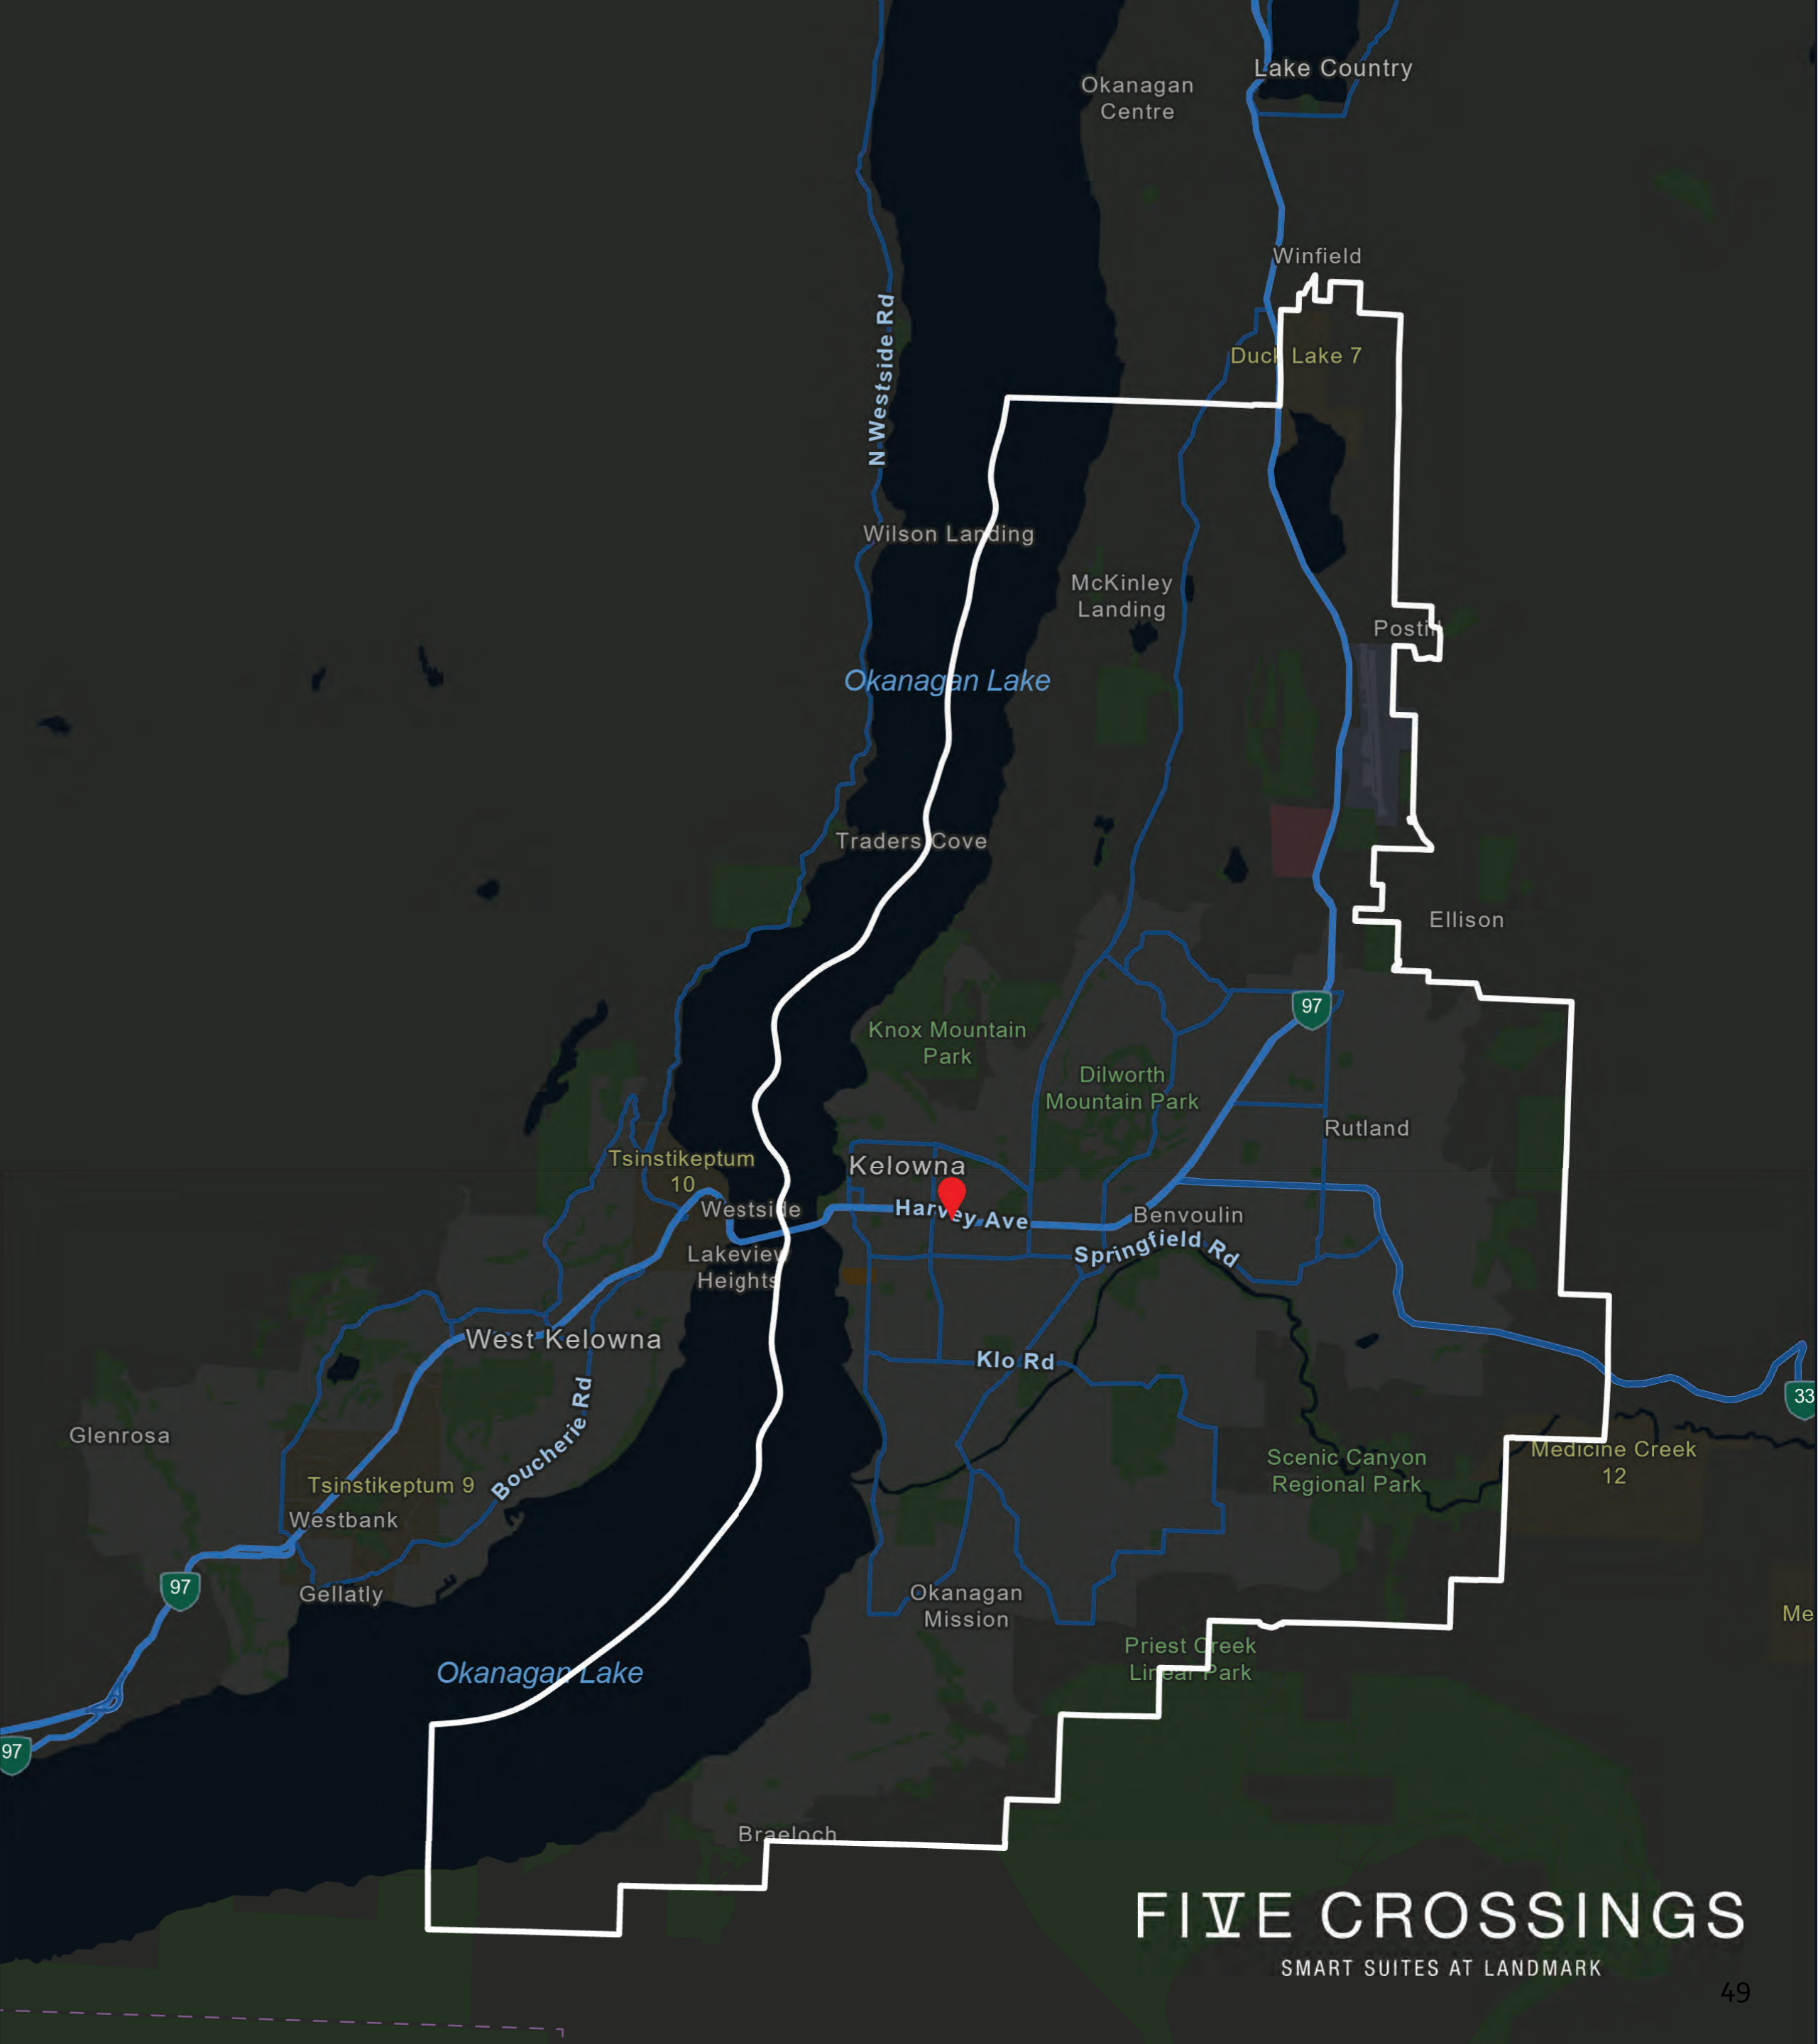 Lake Country
Okanagan
Centre
Winfield
N Westside Rd
Duck Lake 7
Wilson Landing
McKinley
Landing
Postill
Okanagan Lake
Traders Cove
Ellison
97
Knox Mountain
Park
Dilworth
Mountain Park
Rutland
Tsinstikeptum
10
Kelowna
Westside
Harvey Ave
Benvoulin
Lakeview
Heights
Springfield Rd
West Kelowna
Klo Rd
33
Boucherie Rd
Glenrosa
Medicine Creek
12
Scenic Canyon
Regional Park
Tsinstikeptum 9
Westbank
97
Gellatly
Okanagan
Mission
Me
Priest Creek
Linear Park
Okanagan Lake
97
Braeloch
FIVE CROSSINGS
SMART SUITES AT LANDMARK
49